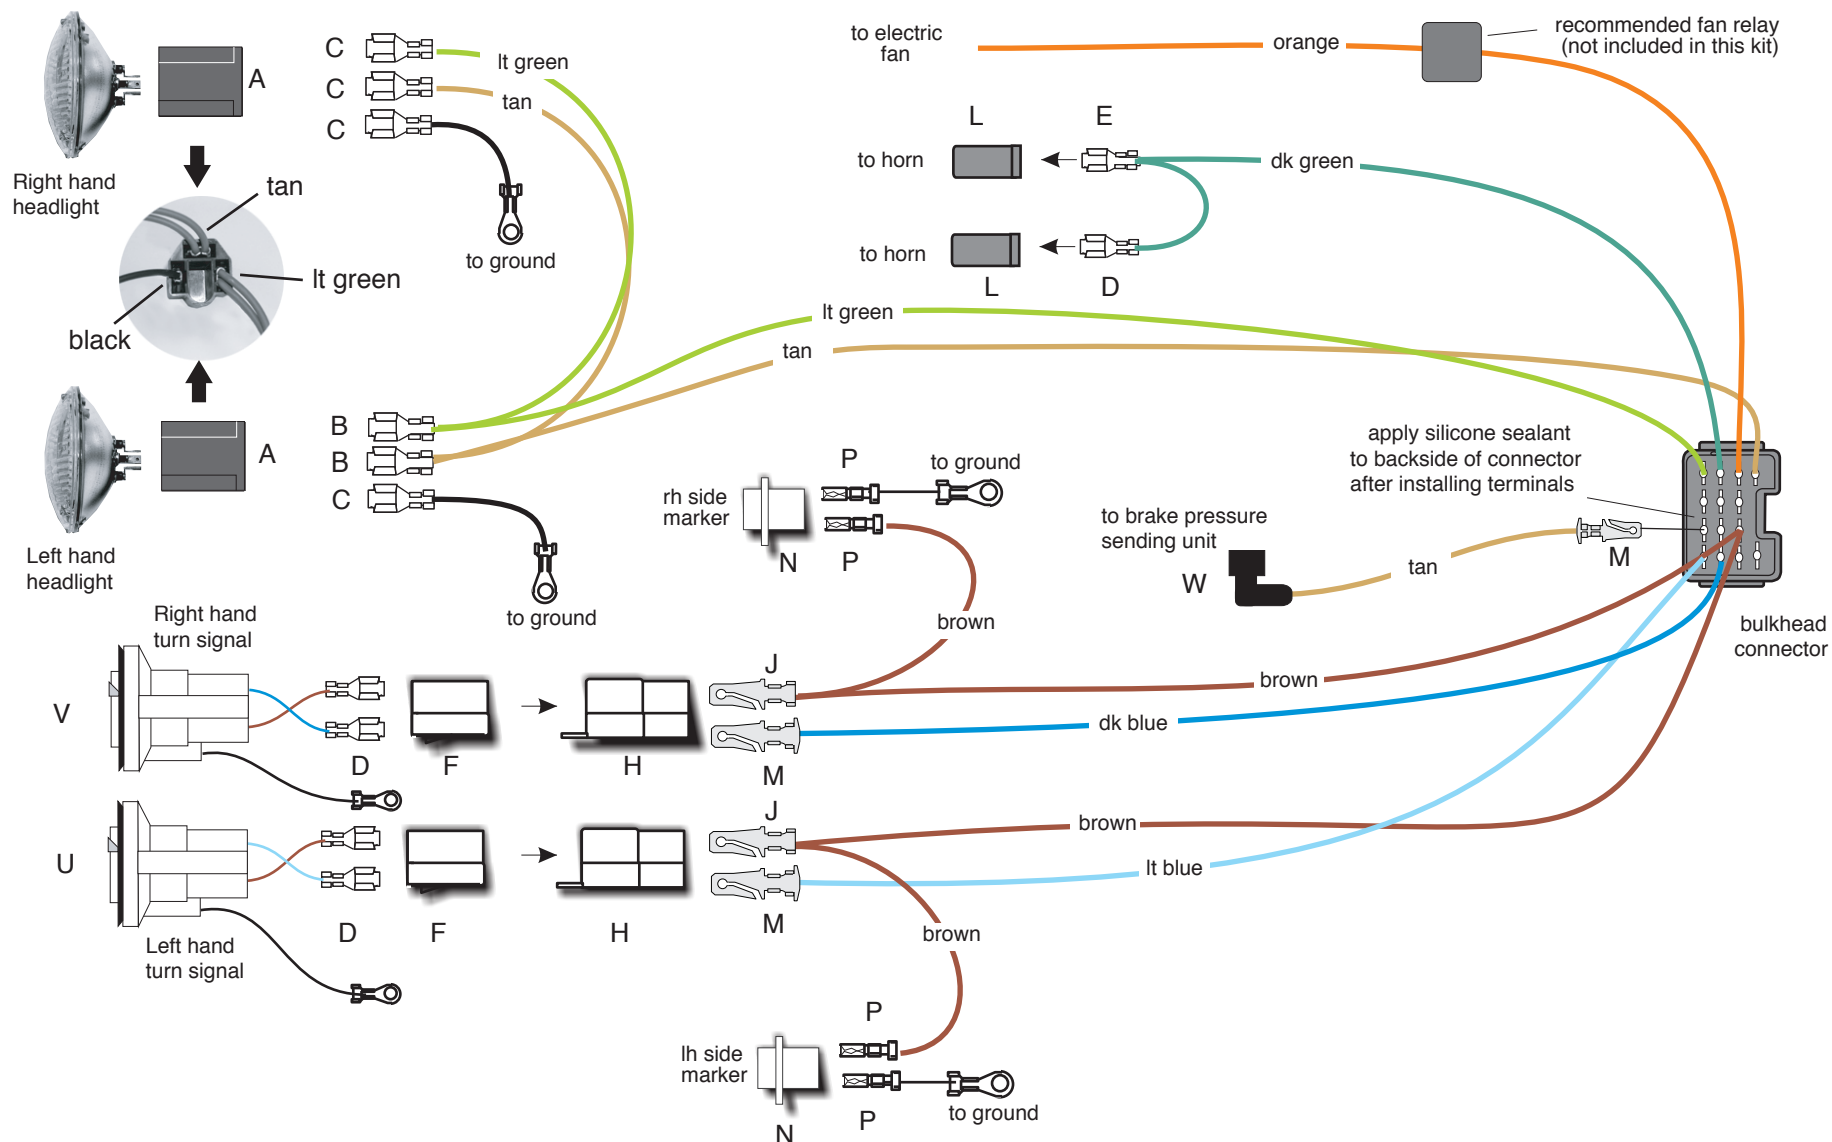 to electric
fan
orange
recommended fan relay
(not included in this kit)
A
C
lt green
C
tan
C
Right hand
headlight
to ground
tan
lt green
black
L
E
to horn
dk green
to horn
L
D
lt green
tan
A
B
B
C
Left hand
headlight
to ground
apply silicone sealant
to backside of connector
after installing terminals
P
to ground
rh side
marker
N
P
to brake pressure
sending unit
W
tan
M
bulkhead
connector
brown
Right hand
turn signal
V
D
F
H
J
M
brown
dk blue
U
D
F
H
J
M
brown
lt blue
Left hand
turn signal
brown
P
lh side
marker
N
P
to ground